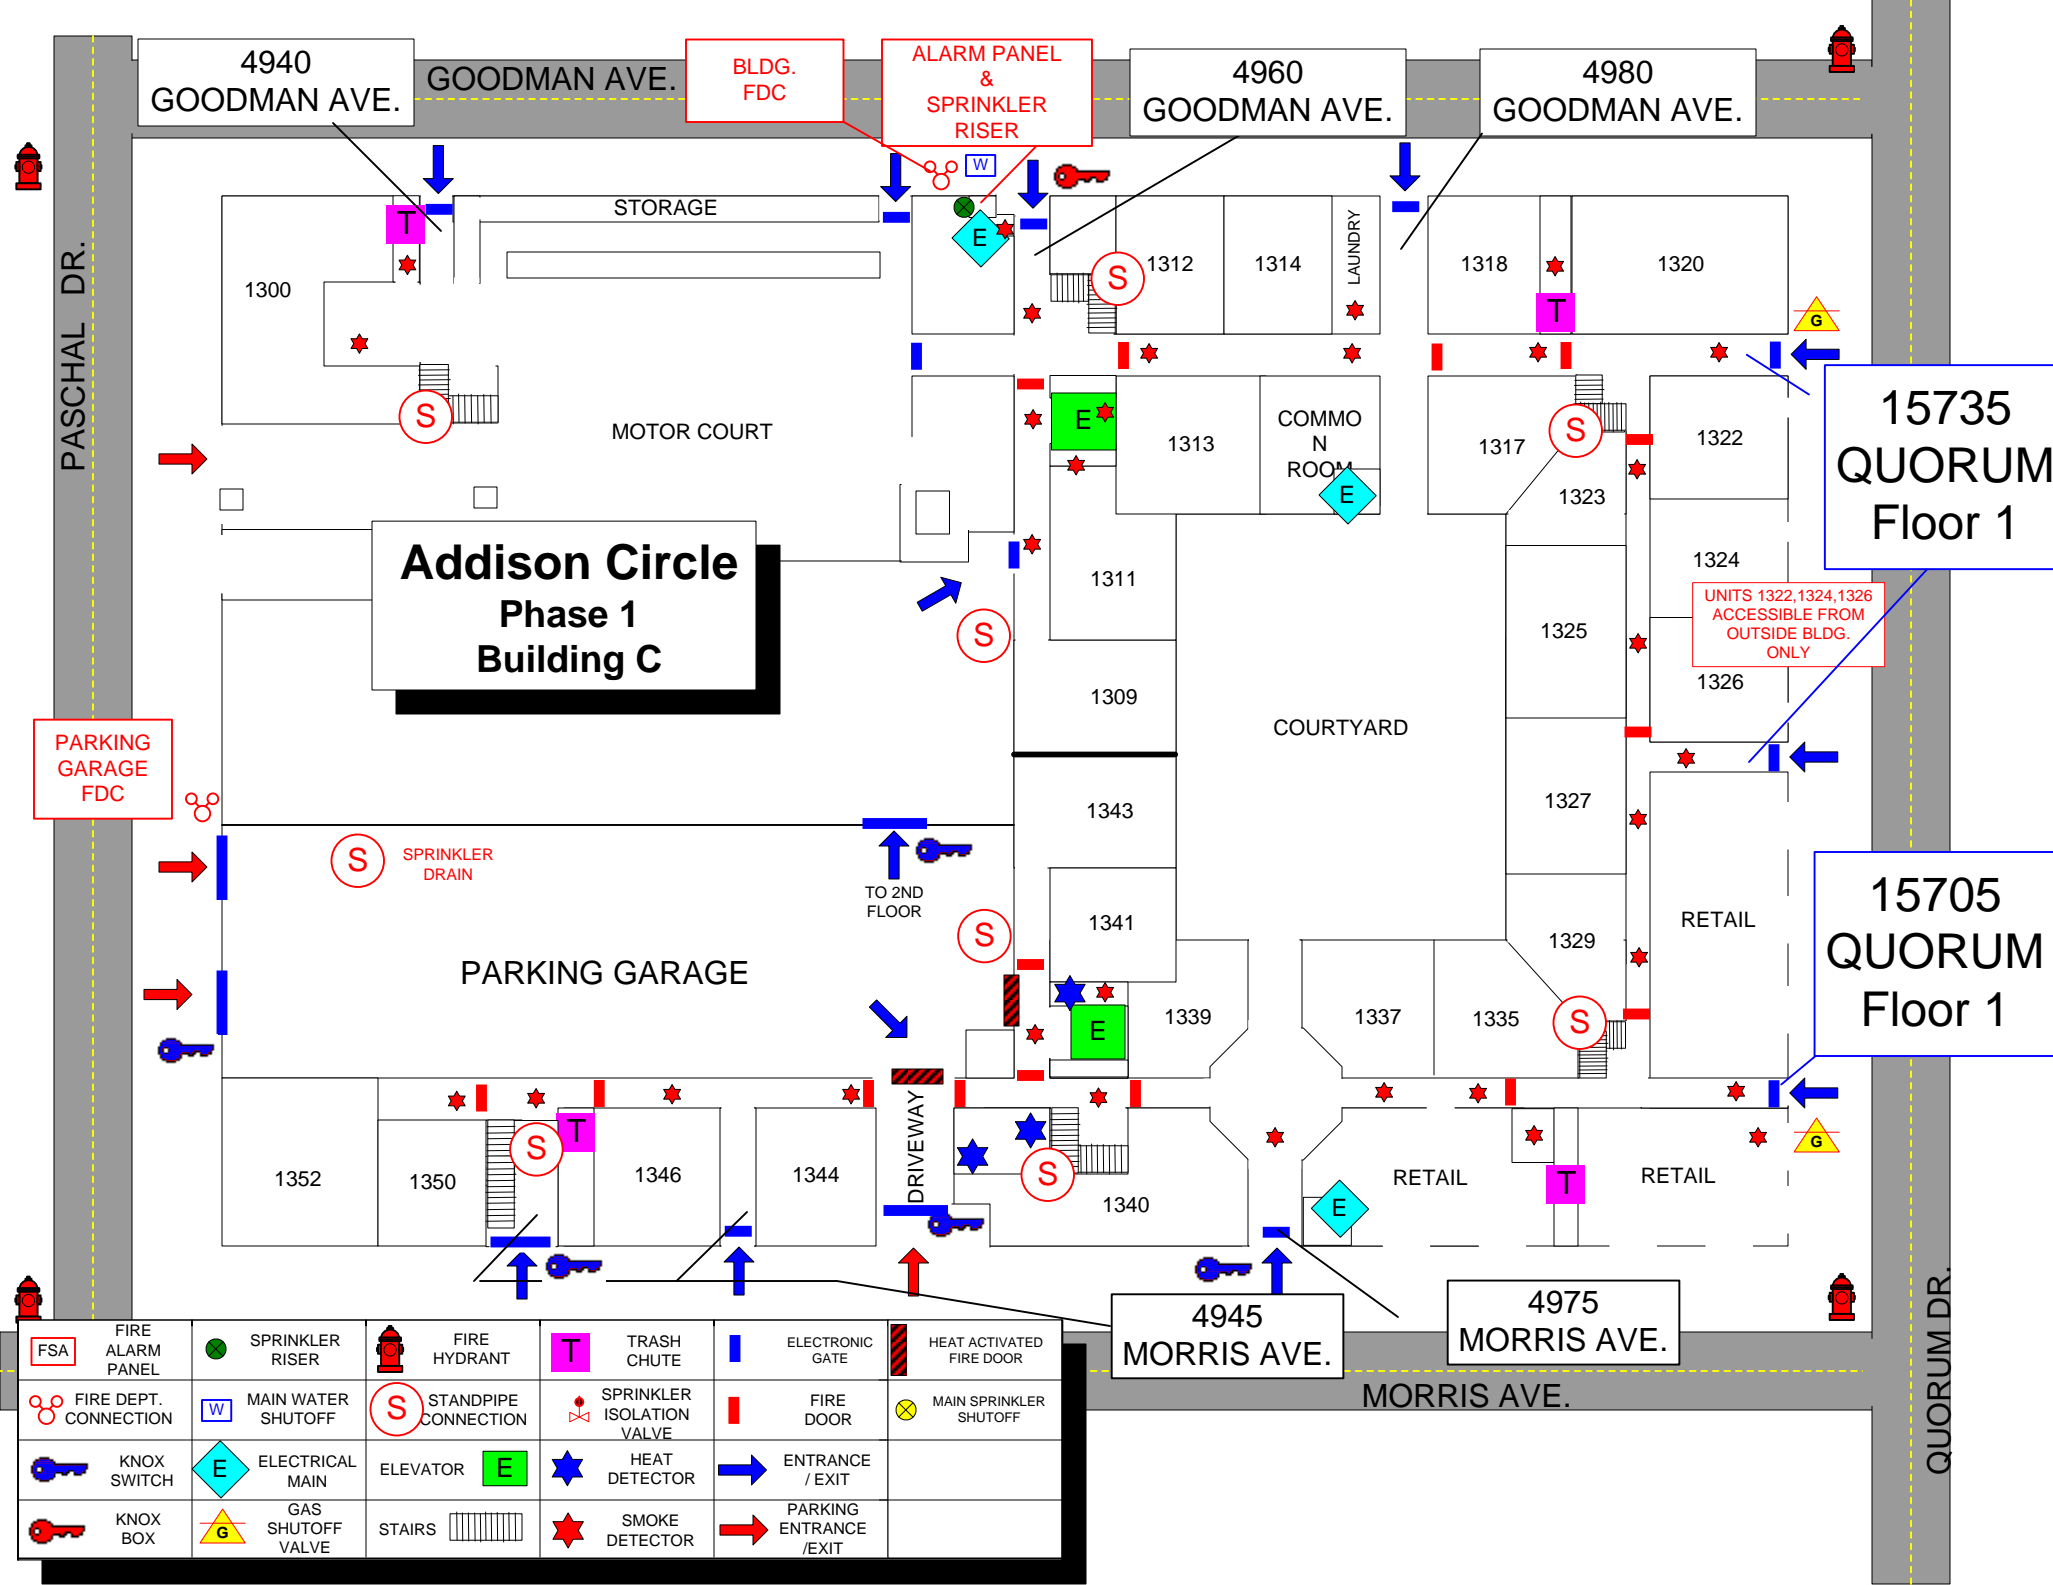 4940
GOODMAN AVE.
GOODMAN AVE.
BLDG.
FDC
ALARM PANEL
&
SPRINKLER
RISER
4960
GOODMAN AVE.
4980
GOODMAN AVE.
W
T
STORAGE
E
1300
S
1312
1314
LAUNDRY
1318
T
1320
G
PASCHAL DR.
S
MOTOR COURT
E
1313
COMMO
N
ROOM
E
1317
S
1323
1322
15735
QUORUM
Floor 1
Addison Circle
Phase 1
Building C
S
1311
1309
1325
1324
UNITS 1322,1324,1326
ACCESSIBLE FROM
OUTSIDE BLDG.
ONLY
1326
COURTYARD
PARKING
GARAGE
FDC
1343
1327
S
SPRINKLER
DRAIN
TO 2ND
FLOOR
S
1341
1329
RETAIL
15705
QUORUM
Floor 1
PARKING GARAGE
E
1339
1337
1335
S
1352
1350
S
T
1346
1344
DRIVEWAY
S
1340
E
RETAIL
T
RETAIL
G
4945
MORRIS AVE.
4975
MORRIS AVE.
MORRIS AVE.
QUORUM DR.
FSA
FIRE
ALARM
PANEL
SPRINKLER
RISER
FIRE
HYDRANT
T
TRASH
CHUTE
ELECTRONIC
GATE
HEAT ACTIVATED
FIRE DOOR
FIRE DEPT.
CONNECTION
W
MAIN WATER
SHUTOFF
S
STANDPIPE
CONNECTION
SPRINKLER
ISOLATION
VALVE
FIRE
DOOR
MAIN SPRINKLER
SHUTOFF
KNOX
SWITCH
E
ELECTRICAL
MAIN
ELEVATOR
E
HEAT
DETECTOR
ENTRANCE
/ EXIT
KNOX
BOX
G
GAS
SHUTOFF
VALVE
STAIRS
SMOKE
DETECTOR
PARKING
ENTRANCE
/EXIT